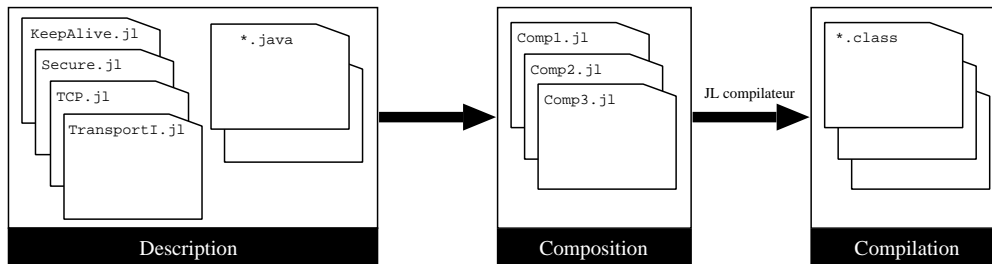 KeepAlive.jl
Secure.jl
TCP.jl
TransportI.jl
*.java
Description
Comp1.jl
Comp2.jl
Comp3.jl
Composition
JL compilateur
*.class
Compilation